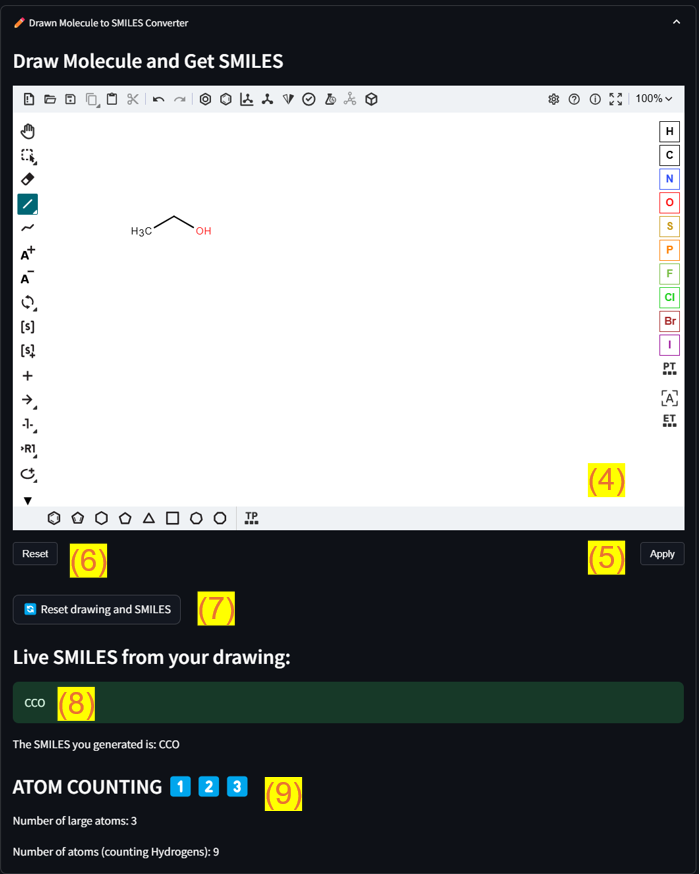 Drawn Molecule to SMILES Converter
Draw Molecule and Get SMILES
100%
H
C
N
H3C OH
O
S
A+
P
A-
F
Cl
[S]
Br
[S]
I
PT
[A]
-1-
ET
R1
(4)
TP
Reset (6) (5) Apply
Reset drawing and SMILES (7)
Live SMILES from your drawing:
CCO (8)
The SMILES you generated is: CCO
ATOM COUNTING 1 2 3 (9)
Number of large atoms: 3
Number of atoms (counting Hydrogens): 9